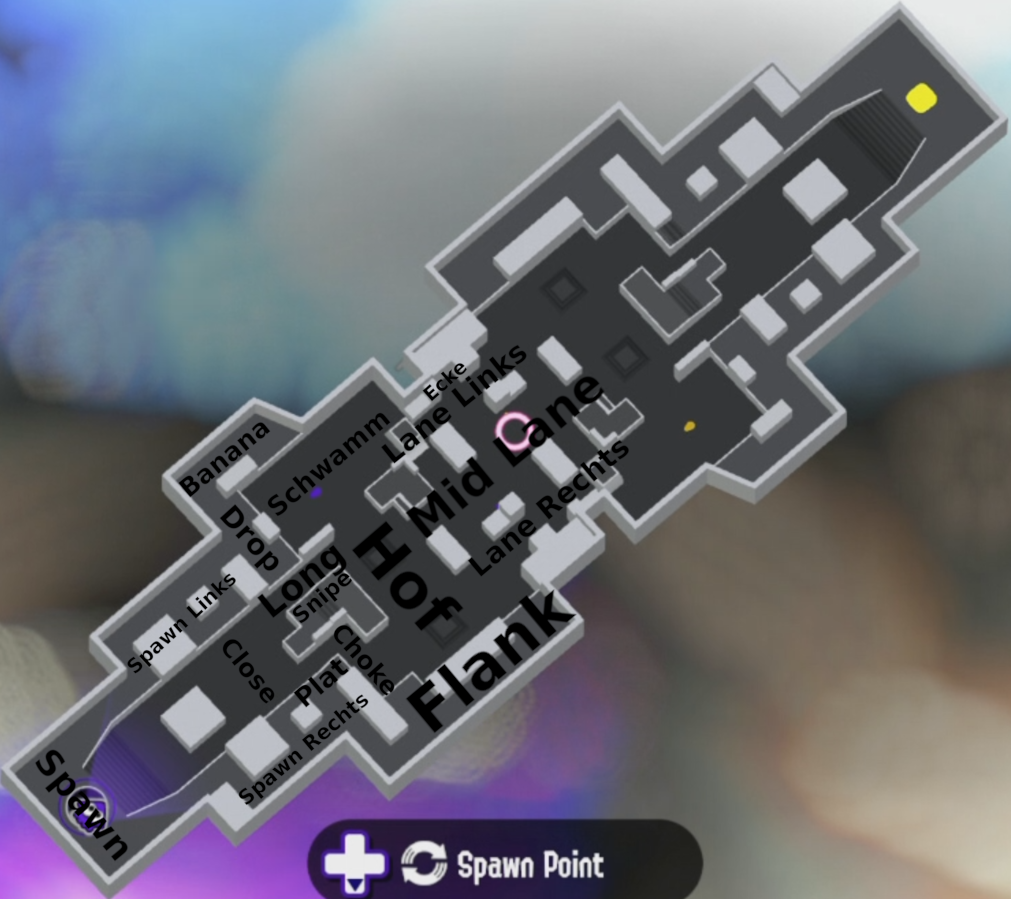 Ecke
Lane Links
Banana
Schwamm
Mid Lane
Lane Rechts
Drop
Hof
Long
Snipe
Spawn Links
Close
Choke
Plat
Flank
Spawn Rechts
Spawn
Spawn Point